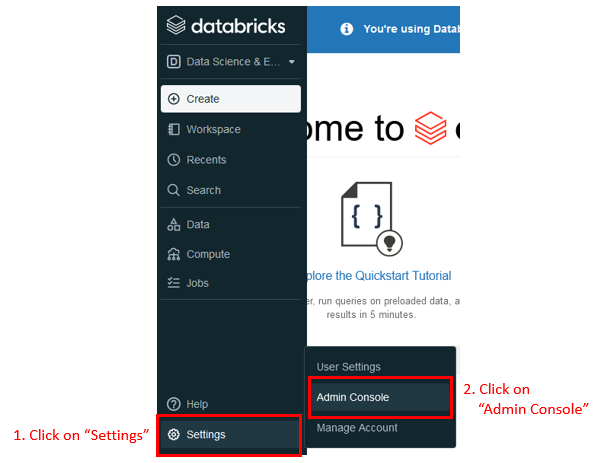 databricks
Data Science & E...
Create
Workspace
Recents
Search
Data
Compute
Jobs
Help
Settings
You're using Datab
ome to
{ }
plore the Quickstart Tutorial
er, run queries on preloaded data, a
results in 5 minutes.
User Settings
Admin Console
Manage Account
1. Click on “Settings”
2. Click on
“Admin Console”